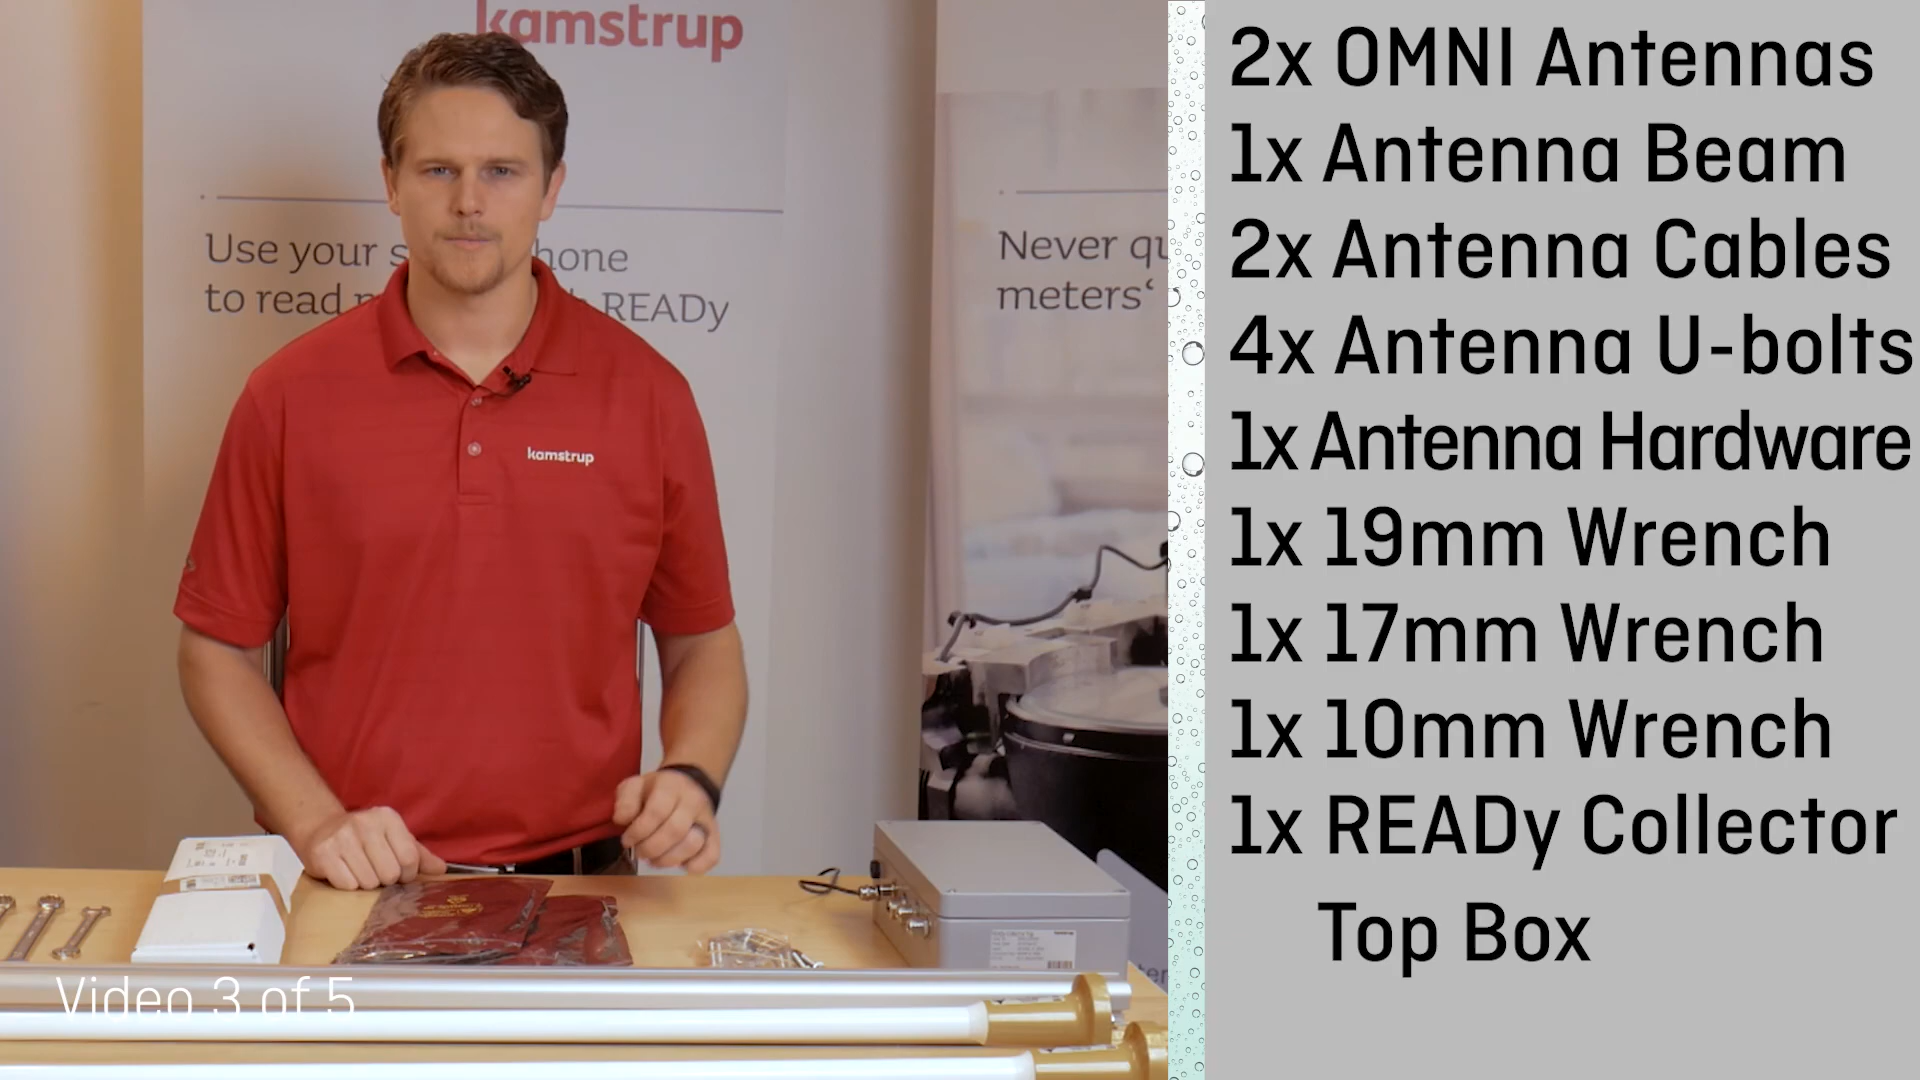 kamstrup
Use your s hone
to read READy
Never qu
meters‘
kamstrup
kamstrup
Video 3 of 5
2x OMNI Antennas
1x Antenna Beam
2x Antenna Cables
4x Antenna U-bolts
1x Antenna Hardware
1x 19mm Wrench
1x 17mm Wrench
1x 10mm Wrench
1x READy Collector
Top Box